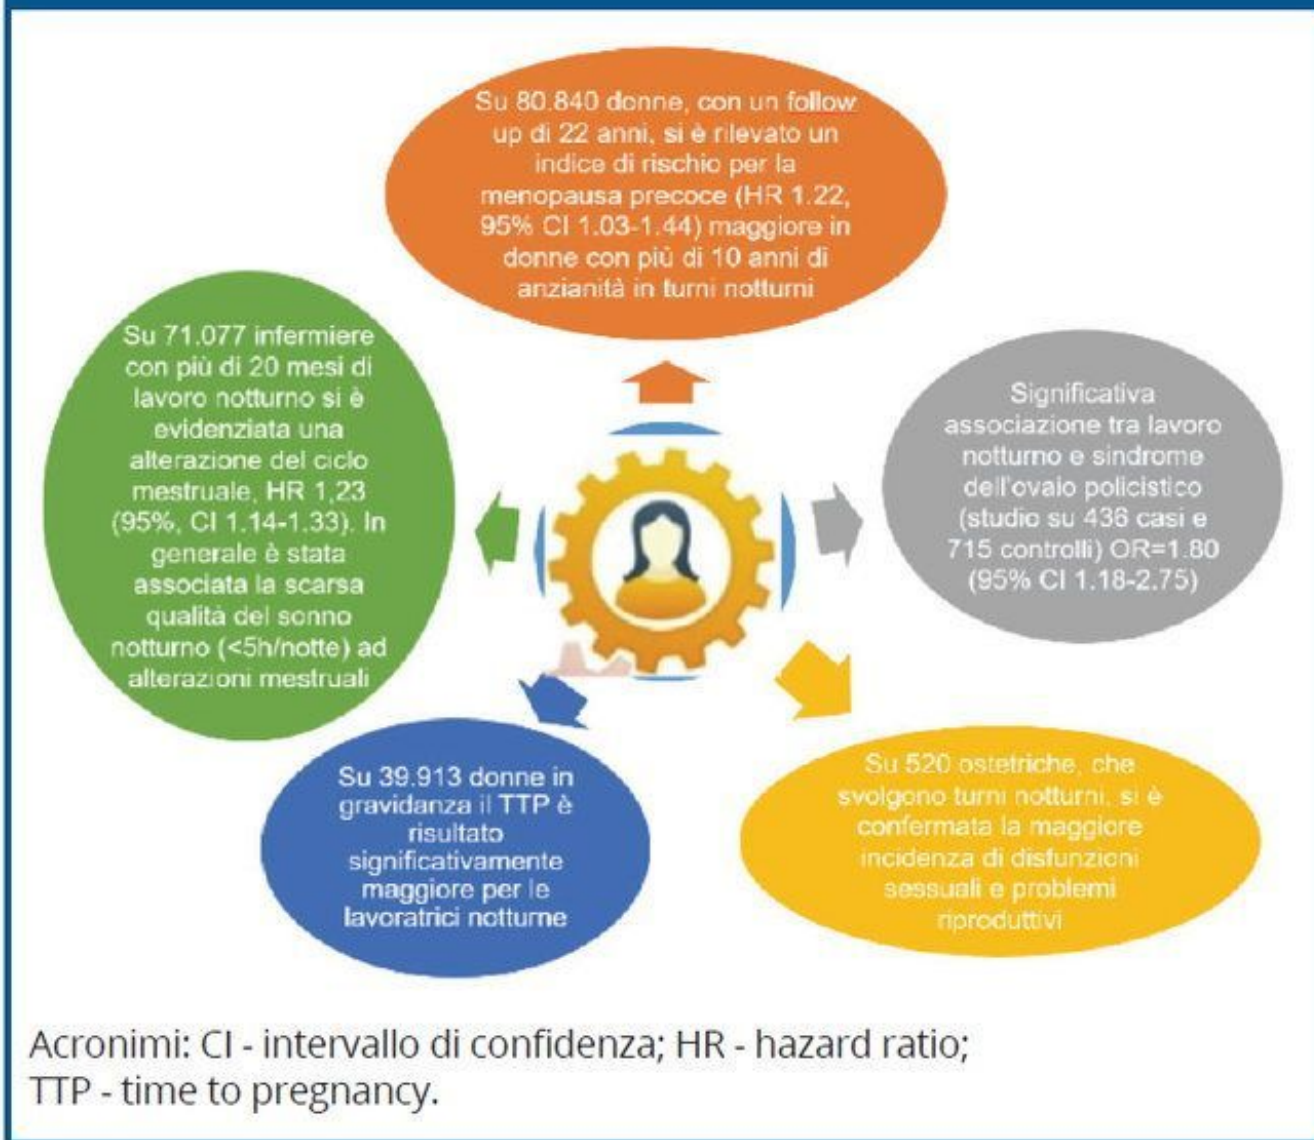 Su 80.840 donne, con un follow
up di 22 anni, si è rilevato un
indice di rischio per la
menopausa precoce (HR 1.22,
95% CI 1.03-1.44) maggiore in
donne con più di 10 anni di
anzianità in turni notturni
Su 71.077 infermiere
con più di 20 mesi di
lavoro notturno si è
evidenziata una
alterazione del ciclo
mestruale, HR 1,23
(95%, CI 1.14-1.33). In
generale è stata
associata la scarsa
qualità del sonno
notturno (<5h/notte) ad
alterazioni mestruali
Significativa
associazione tra lavoro
notturno e sindrome
dell'ovaio policistico
(studio su 436 casi e
715 controlli) OR=1.80
(95% CI 1.18-2.75)
Su 39.913 donne in
gravidanza il TTP è
risultato
significativamente
maggiore per le
lavoratrici notturne
Su 520 ostetriche, che
svolgono turni notturni, si è
confermata la maggiore
incidenza di disfunzioni
sessuali e problemi
riproduttivi
Acronimi: CI - intervallo di confidenza; HR - hazard ratio;
TTP - time to pregnancy.